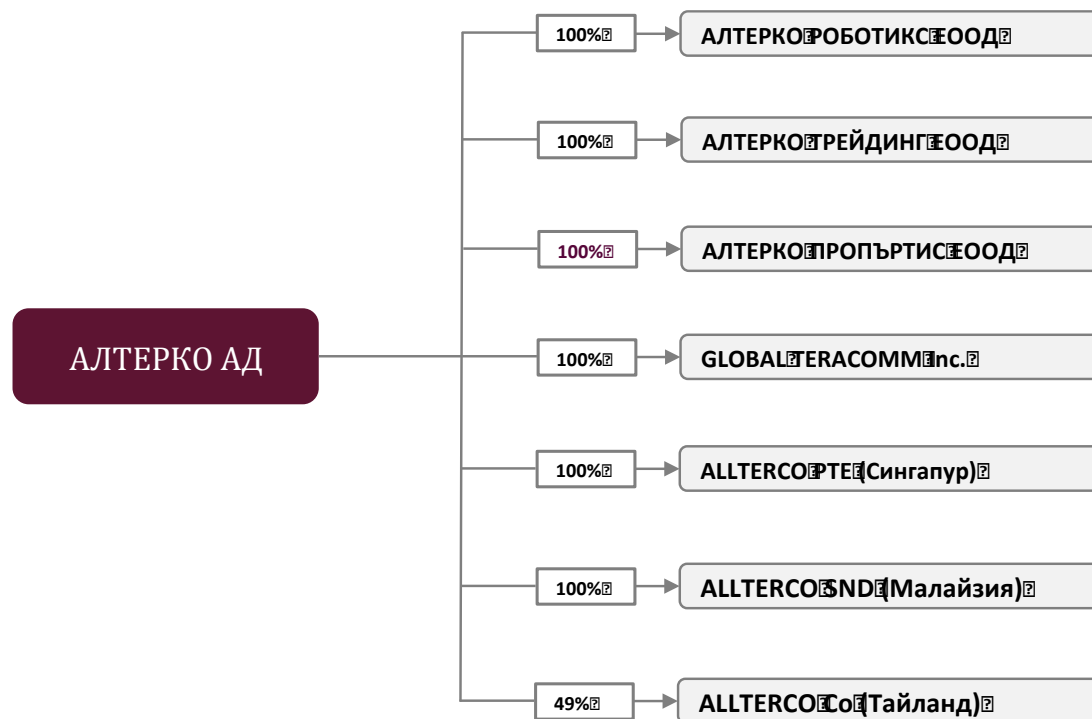 100%
АЛТЕРКО РОБОТИКС ЕООД
100%
АЛТЕРКО ТРЕЙДИНГ ЕООД
100%
АЛТЕРКО ПРОПЪРТИС ЕООД
АЛТЕРКО АД
100%
GLOBAL TERACOMM Inc.
100%
ALLTERCO PTE (Сингапур)
100%
ALLTERCO SND (Малайзия)
49%
ALLTERCO Co (Тайланд)